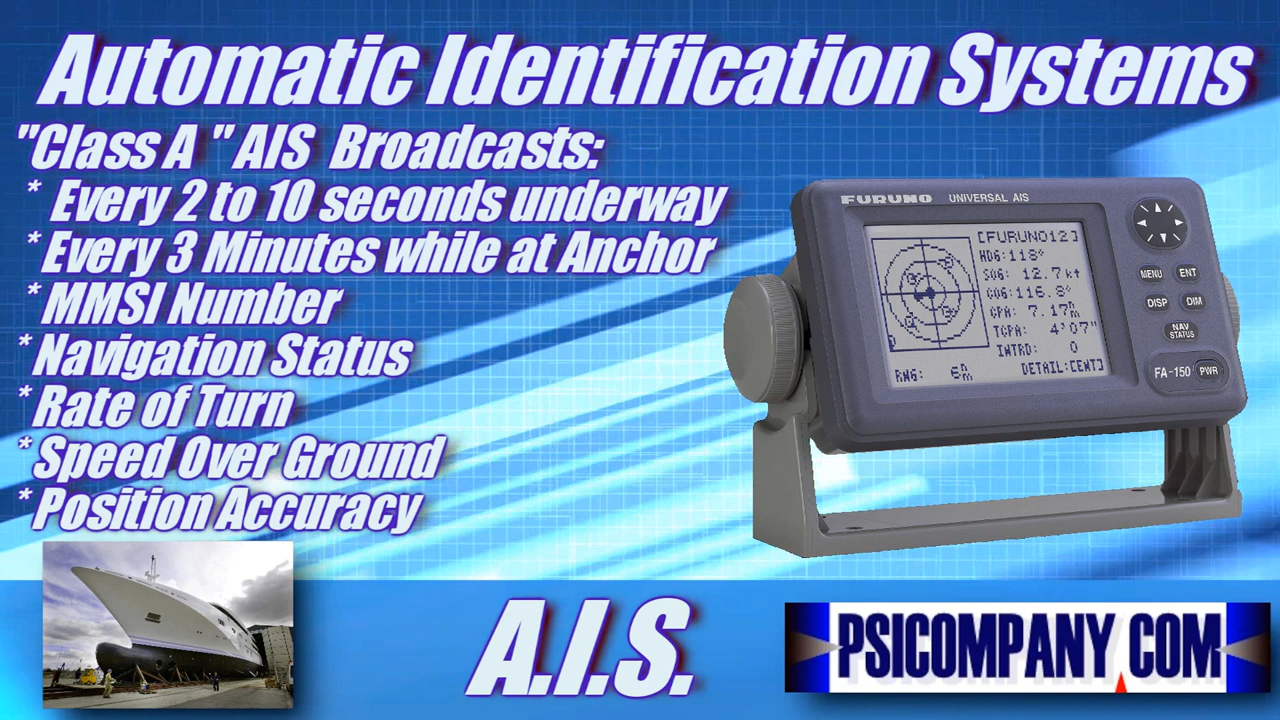 Automatic Identification Systems
"Class A " AIS Broadcasts:
* Every 2 to 10 seconds underway
* Every 3 Minutes while at Anchor
* MMSI Number
* Navigation Status
* Rate of Turn
* Speed Over Ground
* Position Accuracy
FURUNO UNIVERSAL AIS
[FURUNO12]
HDG:118°
SOG: 12.7kt
COG:116.8°
CPA: 7.17nm
TCPA: 4'07"
INTRD: 0
RNG: 6nm
DETAIL:[ENT]
MENU ENT
DISP DIM
NAV
STATUS
FA-150 PWR
A.I.S.
PSICOMPANY.COM